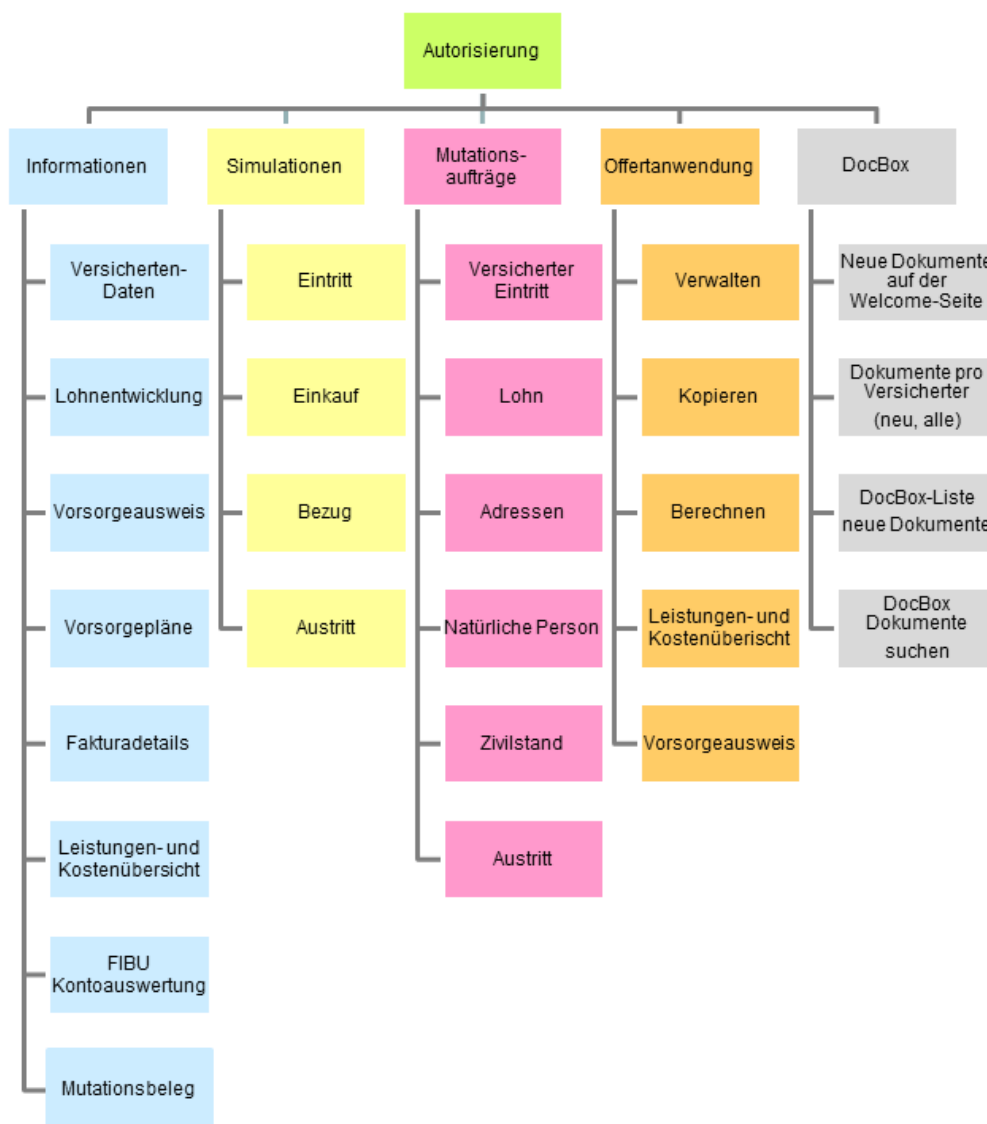 Autorisierung
Informationen
Simulationen
Mutations-
aufträge
Offertanwendung
DocBox
Versicherten-
Daten
Lohnentwicklung
Vorsorgeausweis
Vorsorgepläne
Fakturadetails
Leistungen- und
Kostenübersicht
FIBU
Kontoauswertung
Mutationsbeleg
Eintritt
Einkauf
Bezug
Austritt
Versicherter
Eintritt
Lohn
Adressen
Natürliche Person
Zivilstand
Austritt
Verwalten
Kopieren
Berechnen
Leistungen- und
Kostenüberischt
Vorsorgeausweis
Neue Dokumente
auf der
Welcome-Seite
Dokumente pro
Versicherter
(neu, alle)
DocBox-Liste
neue Dokumente
DocBox
Dokumente
suchen